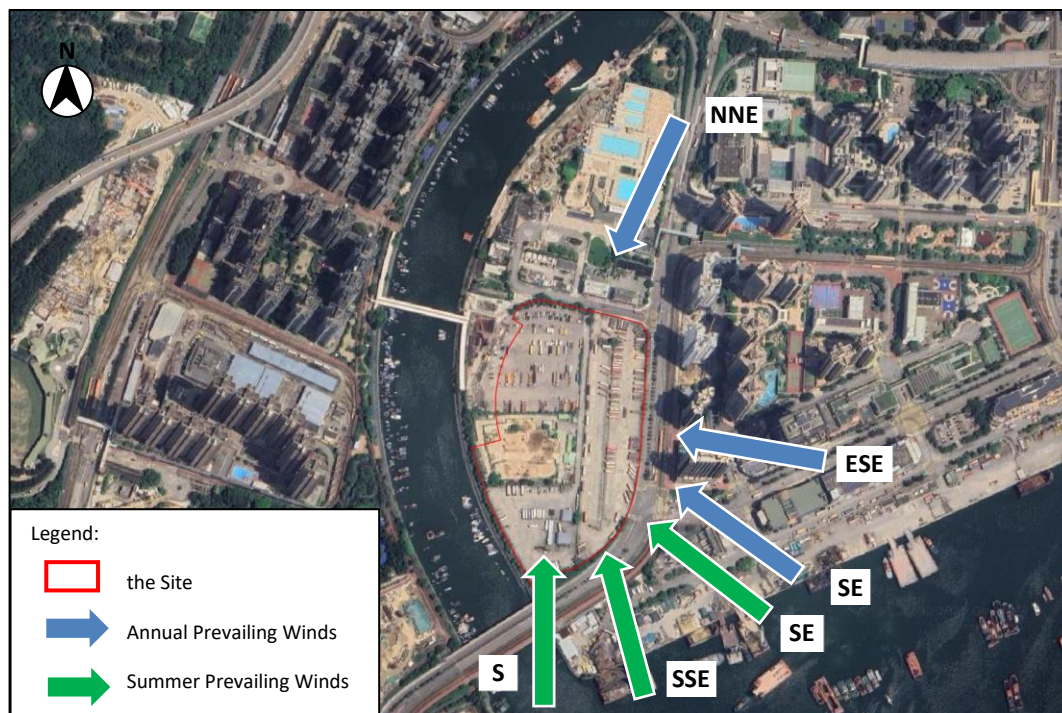 N
NNE
ESE
SE
SE
SSE
S
Legend:
the Site
Annual Prevailing Winds
Summer Prevailing Winds